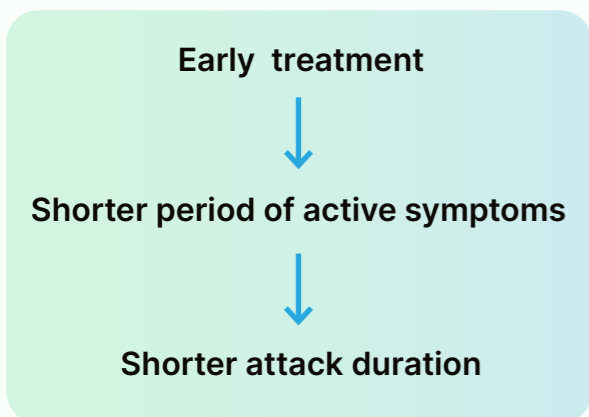 Early treatment
Shorter period of active symptoms
Shorter attack duration